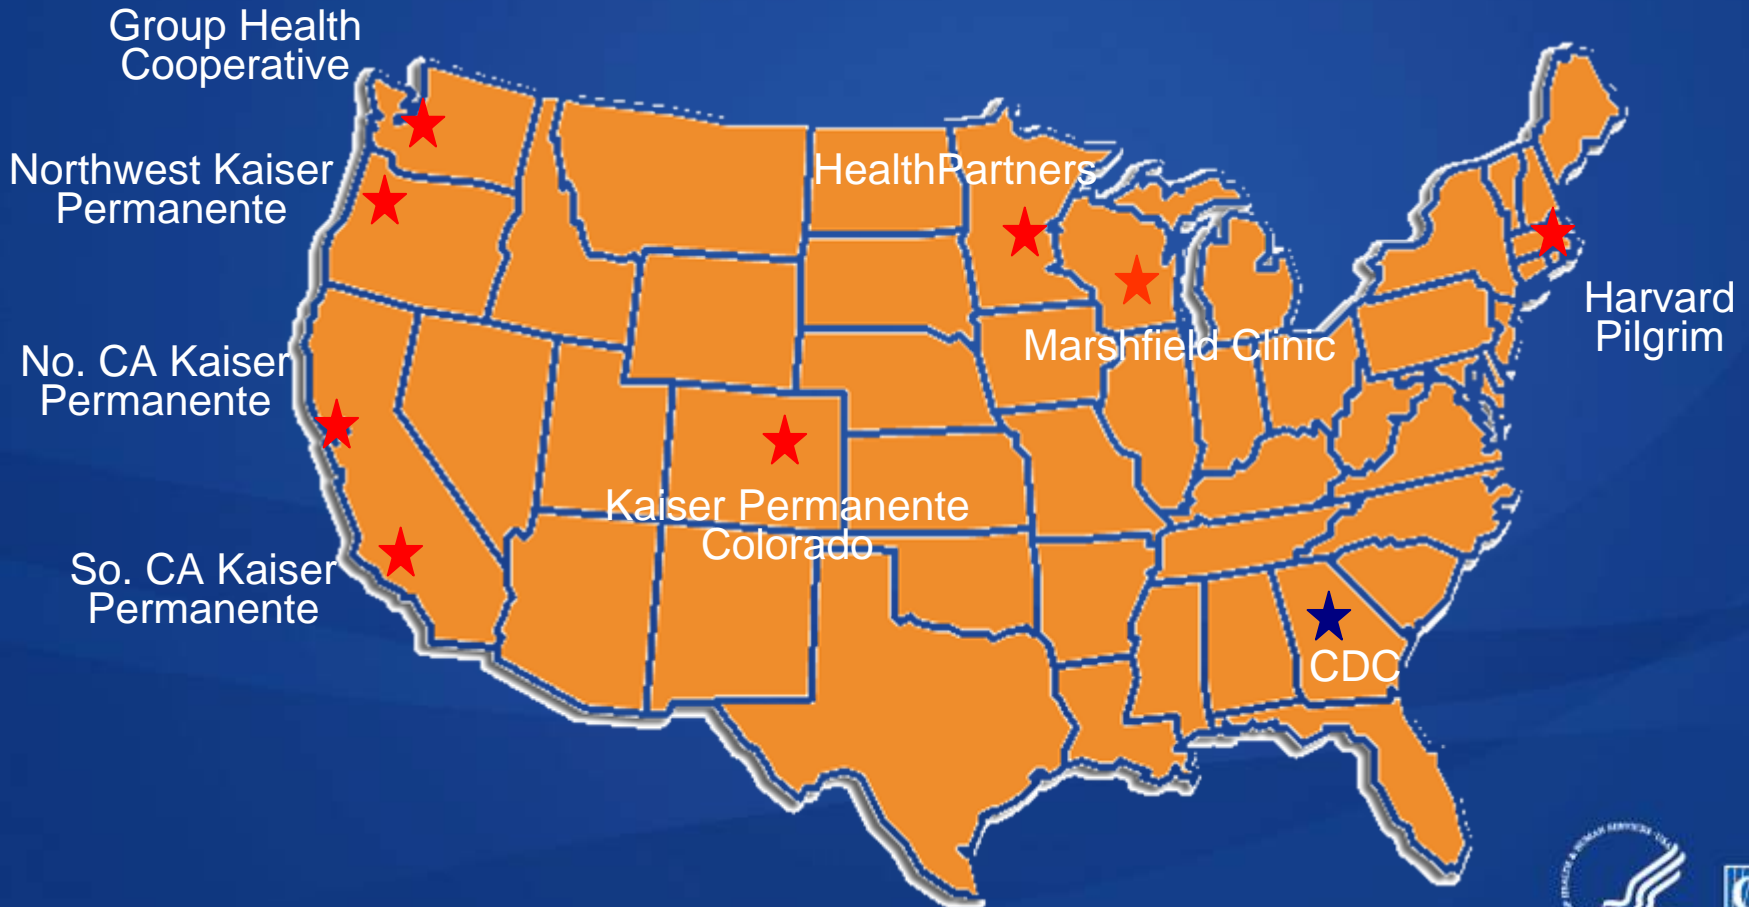 Group Health
Cooperative
Northwest Kaiser
Permanente
HealthPartners
Harvard
Pilgrim
Marshfield Clinic
No. CA Kaiser
Permanente
Kaiser Permanente
Colorado
So. CA Kaiser
Permanente
CDC